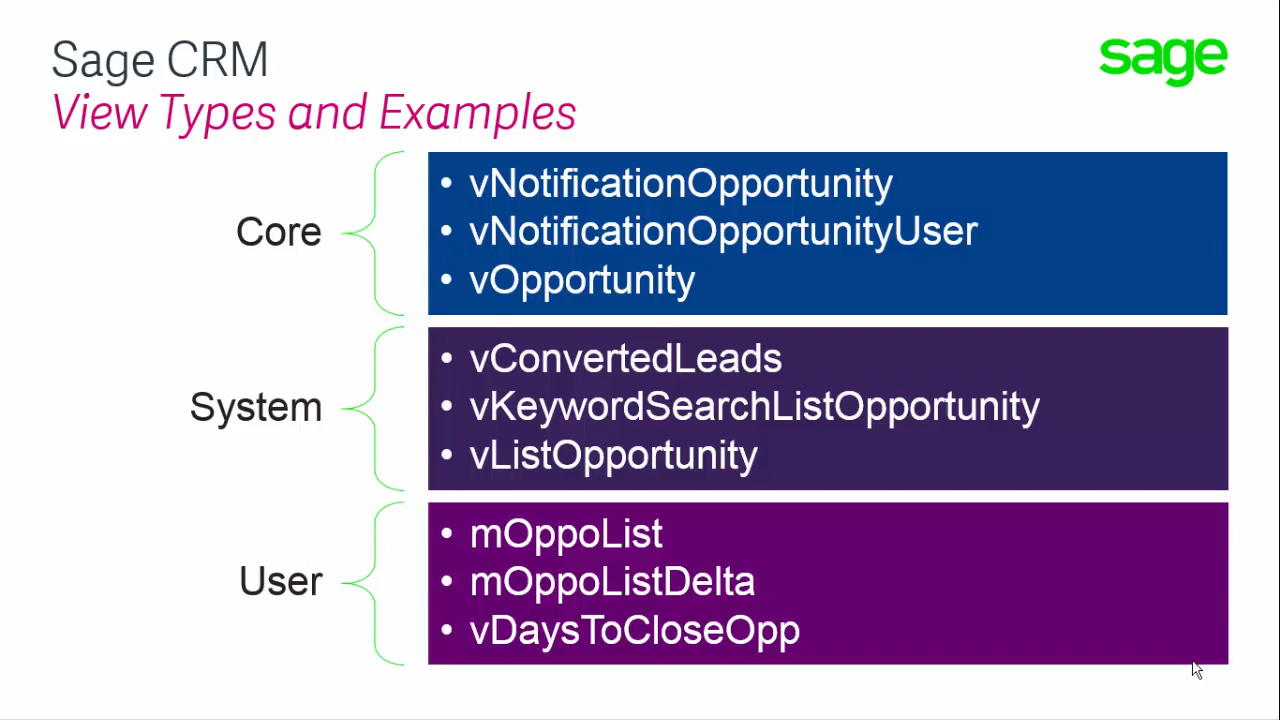 Sage CRM
sage
View Types and Examples
Core
• vNotificationOpportunity
• vNotificationOpportunityUser
• vOpportunity
System
• vConvertedLeads
• vKeywordSearchListOpportunity
• vListOpportunity
User
• mOppoList
• mOppoListDelta
• vDaysToCloseOpp